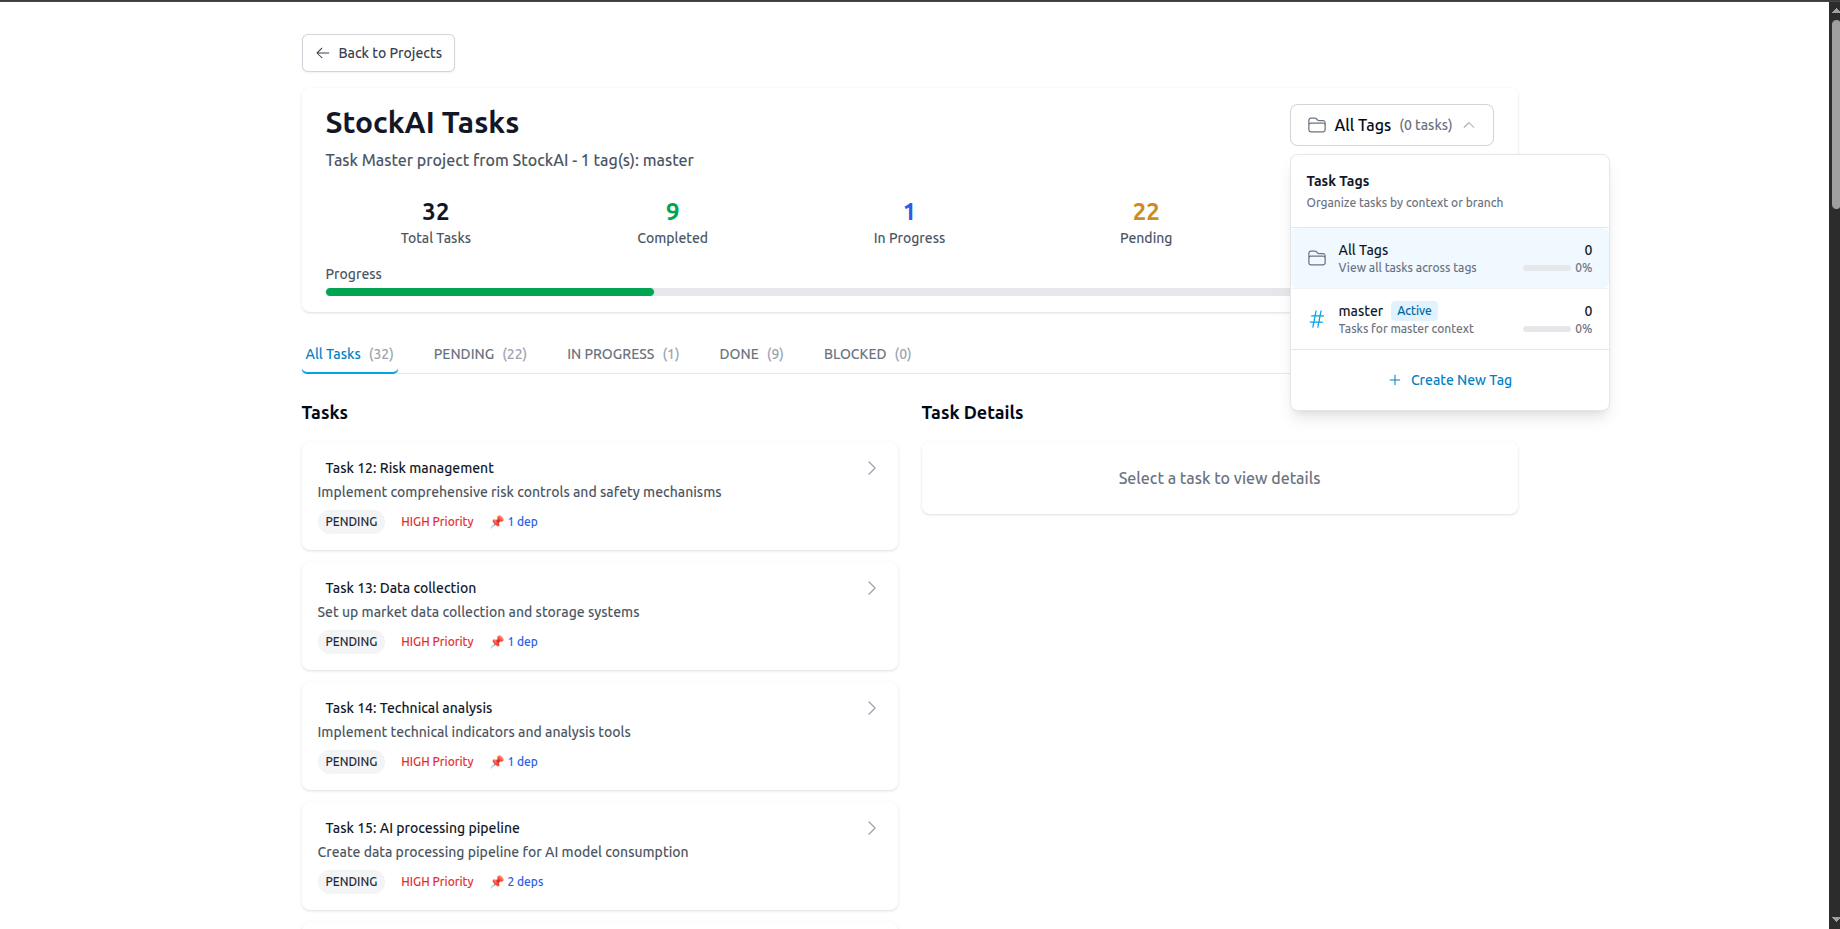 Back to Projects
StockAI Tasks
Task Master project from StockAI - 1 tag(s): master
32
Total Tasks
9
Completed
1
In Progress
22
Pending
Progress
All Tags (0 tasks)
Task Tags
Organize tasks by context or branch
All Tags 0
View all tasks across tags 0%
# master Active 0
Tasks for master context 0%
+ Create New Tag
All Tasks (32) PENDING (22) IN PROGRESS (1) DONE (9) BLOCKED (0)
Tasks
Task 12: Risk management
Implement comprehensive risk controls and safety mechanisms
PENDING HIGH Priority 📌 1 dep
Task 13: Data collection
Set up market data collection and storage systems
PENDING HIGH Priority 📌 1 dep
Task 14: Technical analysis
Implement technical indicators and analysis tools
PENDING HIGH Priority 📌 1 dep
Task 15: AI processing pipeline
Create data processing pipeline for AI model consumption
PENDING HIGH Priority 📌 2 deps
Task Details
Select a task to view details